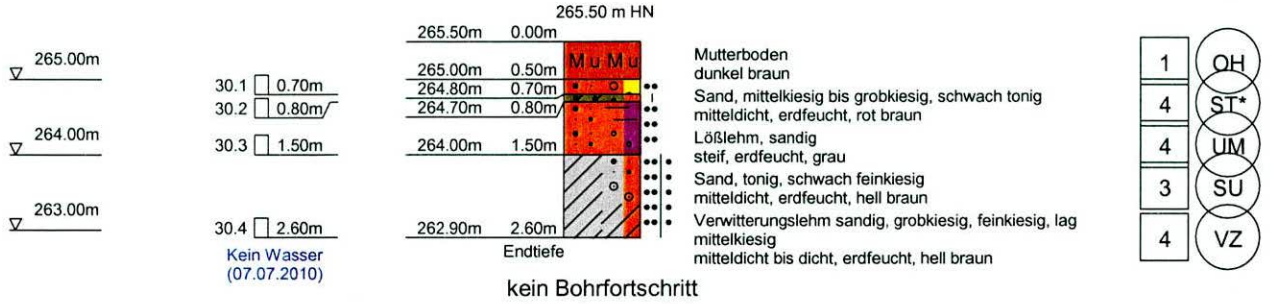 265.50 m HN
265.50m 0.00m
265.00m
M u M u
265.00m 0.50m
30.1 0.70m
264.80m 0.70m
30.2 0.80m
264.70m 0.80m
264.00m
30.3 1.50m
264.00m 1.50m
263.00m
30.4 2.60m
262.90m 2.60m
Kein Wasser
(07.07.2010)
Endtiefe
kein Bohrfortschritt
Mutterboden
dunkel braun
Sand, mittelkiesig bis grobkiesig, schwach tonig
mitteldicht, erdfeucht, rot braun
Lößlehm, sandig
steif, erdfeucht, grau
Sand, tonig, schwach feinkiesig
mitteldicht, erdfeucht, hell braun
Verwitterungslehm sandig, grobkiesig, feinkiesig, lag
mittelkiesig
mitteldicht bis dicht, erdfeucht, hell braun
1 OH
4 ST*
4 UM
3 SU
4 VZ